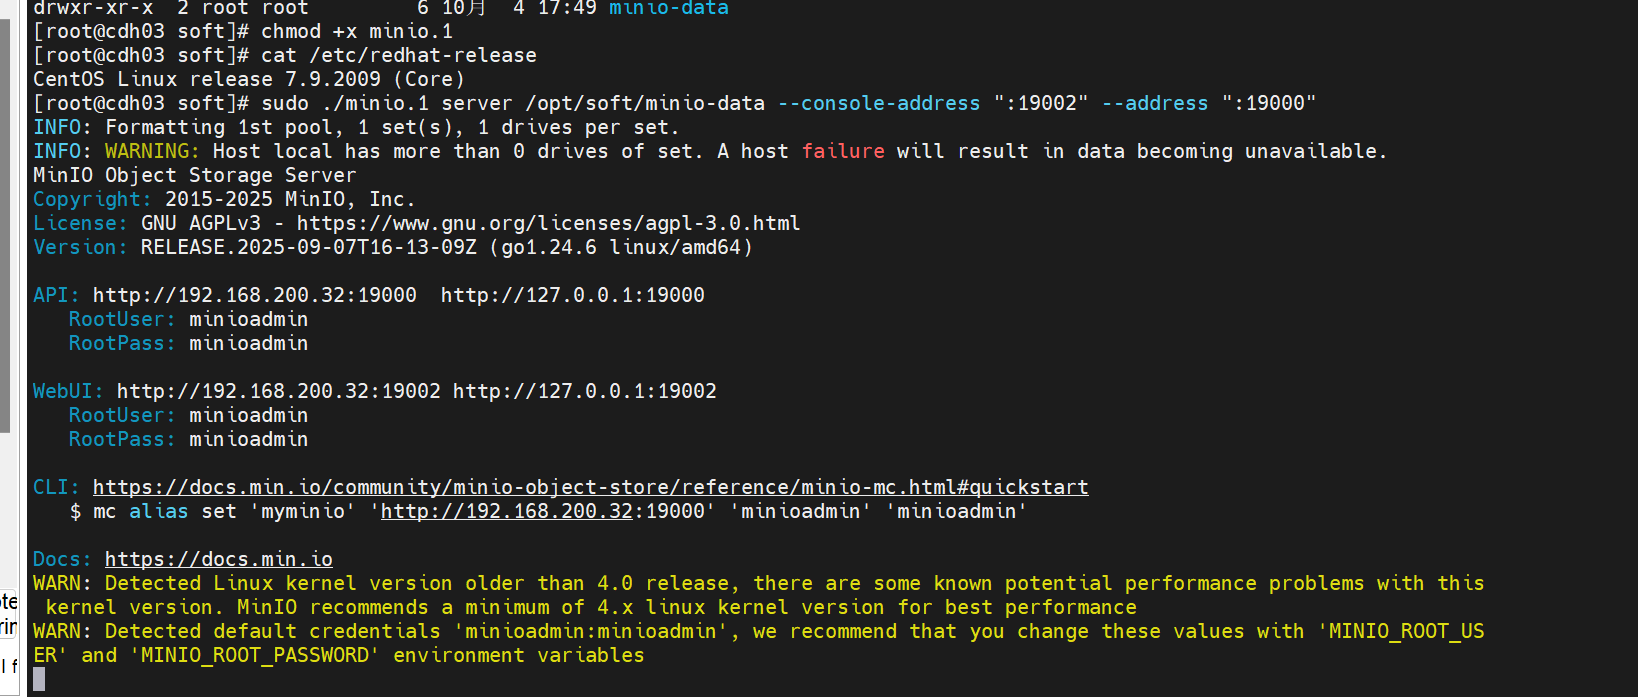 drwxr-xr-x  2 root root         6 10月  4 17:49 minio-data
[root@cdh03 soft]# chmod +x minio.1
[root@cdh03 soft]# cat /etc/redhat-release
CentOS Linux release 7.9.2009 (Core)
[root@cdh03 soft]# sudo ./minio.1 server /opt/soft/minio-data --console-address ":19002" --address ":19000"
INFO: Formatting 1st pool, 1 set(s), 1 drives per set.
INFO: WARNING: Host local has more than 0 drives of set. A host failure will result in data becoming unavailable.
MinIO Object Storage Server
Copyright: 2015-2025 MinIO, Inc.
License: GNU AGPLv3 - https://www.gnu.org/licenses/agpl-3.0.html
Version: RELEASE.2025-09-07T16-13-09Z (go1.24.6 linux/amd64)

API: http://192.168.200.32:19000  http://127.0.0.1:19000
   RootUser: minioadmin
   RootPass: minioadmin

WebUI: http://192.168.200.32:19002 http://127.0.0.1:19002
   RootUser: minioadmin
   RootPass: minioadmin

CLI: https://docs.min.io/community/minio-object-store/reference/minio-mc.html#quickstart
   $ mc alias set 'myminio' 'http://192.168.200.32:19000' 'minioadmin' 'minioadmin'

Docs: https://docs.min.io
WARN: Detected Linux kernel version older than 4.0 release, there are some known potential performance problems with this
 kernel version. MinIO recommends a minimum of 4.x linux kernel version for best performance
WARN: Detected default credentials 'minioadmin:minioadmin', we recommend that you change these values with 'MINIO_ROOT_US
ER' and 'MINIO_ROOT_PASSWORD' environment variables